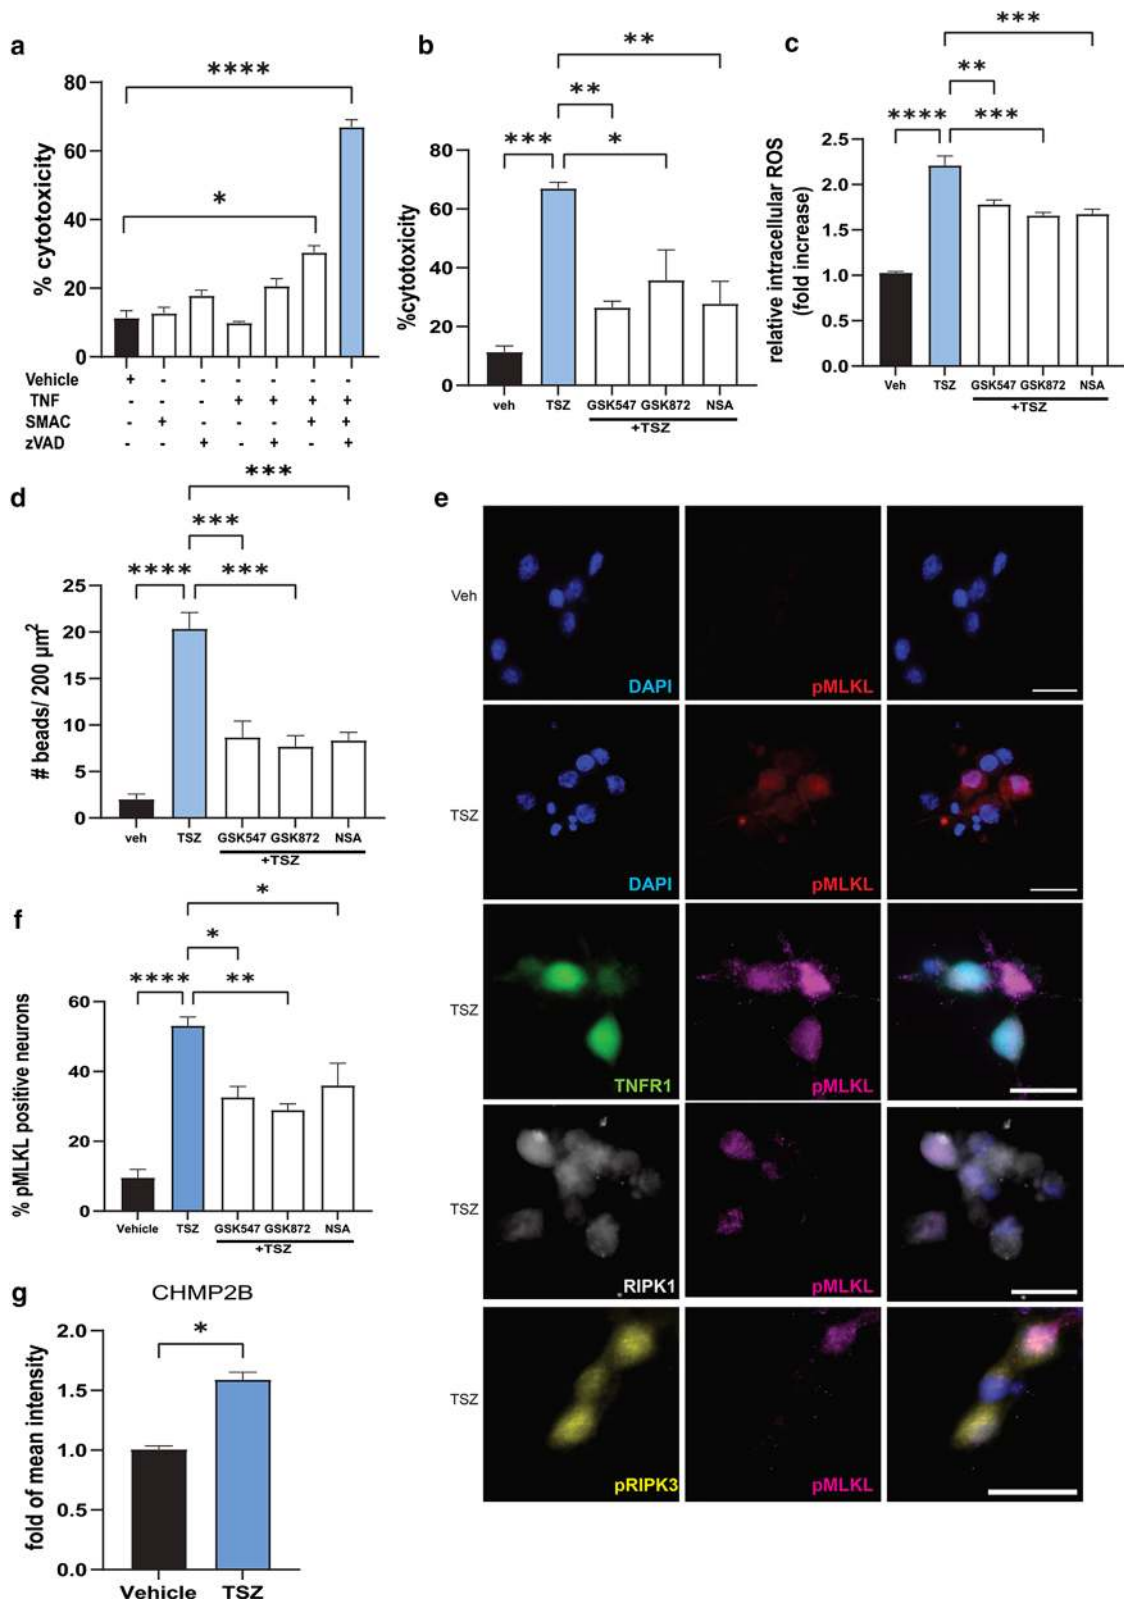 a
****
80
60
*
40
20
0
% cytotoxicity
Vehicle + - - - - - -
TNF - - - + + + +
SMAC - + - - - + +
zVAD - - + - + - +
b
**
**
*** *
80
60
40
20
0
%cytotoxicity
veh TSZ GSK547 GSK872 NSA
+TSZ
c
***
**
**** ***
2.5
2.0
1.5
1.0
0.5
0.0
relative intracellular ROS
(fold increase)
Veh TSZ GSK547 GSK872 NSA
+TSZ
d
***
***
**** ***
25
20
15
10
5
0
# beads/ 200 µm²
veh TSZ GSK547 GSK872 NSA
+TSZ
e
Veh
DAPI pMLKL
TSZ
DAPI pMLKL
TSZ
TNFR1 pMLKL
TSZ
RIPK1 pMLKL
TSZ
pRIPK3 pMLKL
f
*
*
**** **
60
40
20
0
% pMLKL positive neurons
Vehicle TSZ GSK547 GSK872 NSA
+TSZ
g
CHMP2B
*
2.0
1.5
1.0
0.5
0.0
fold of mean intensity
Vehicle TSZ